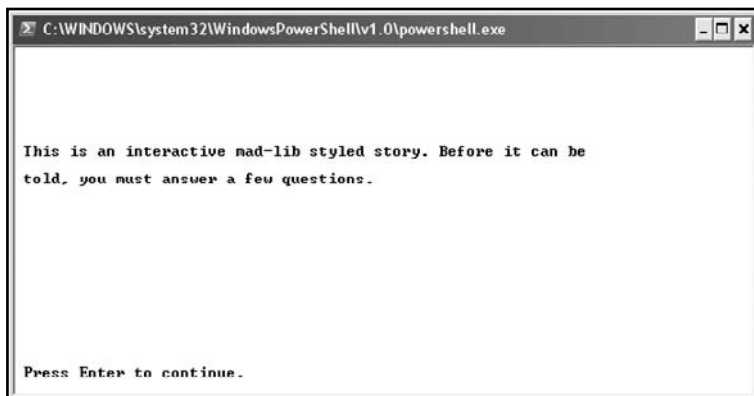 C:\WINDOWS\system32\WindowsPowerShell\v1.0\powershell.exe
This is an interactive mad-lib styled story. Before it can be
told, you must answer a few questions.
Press Enter to continue.